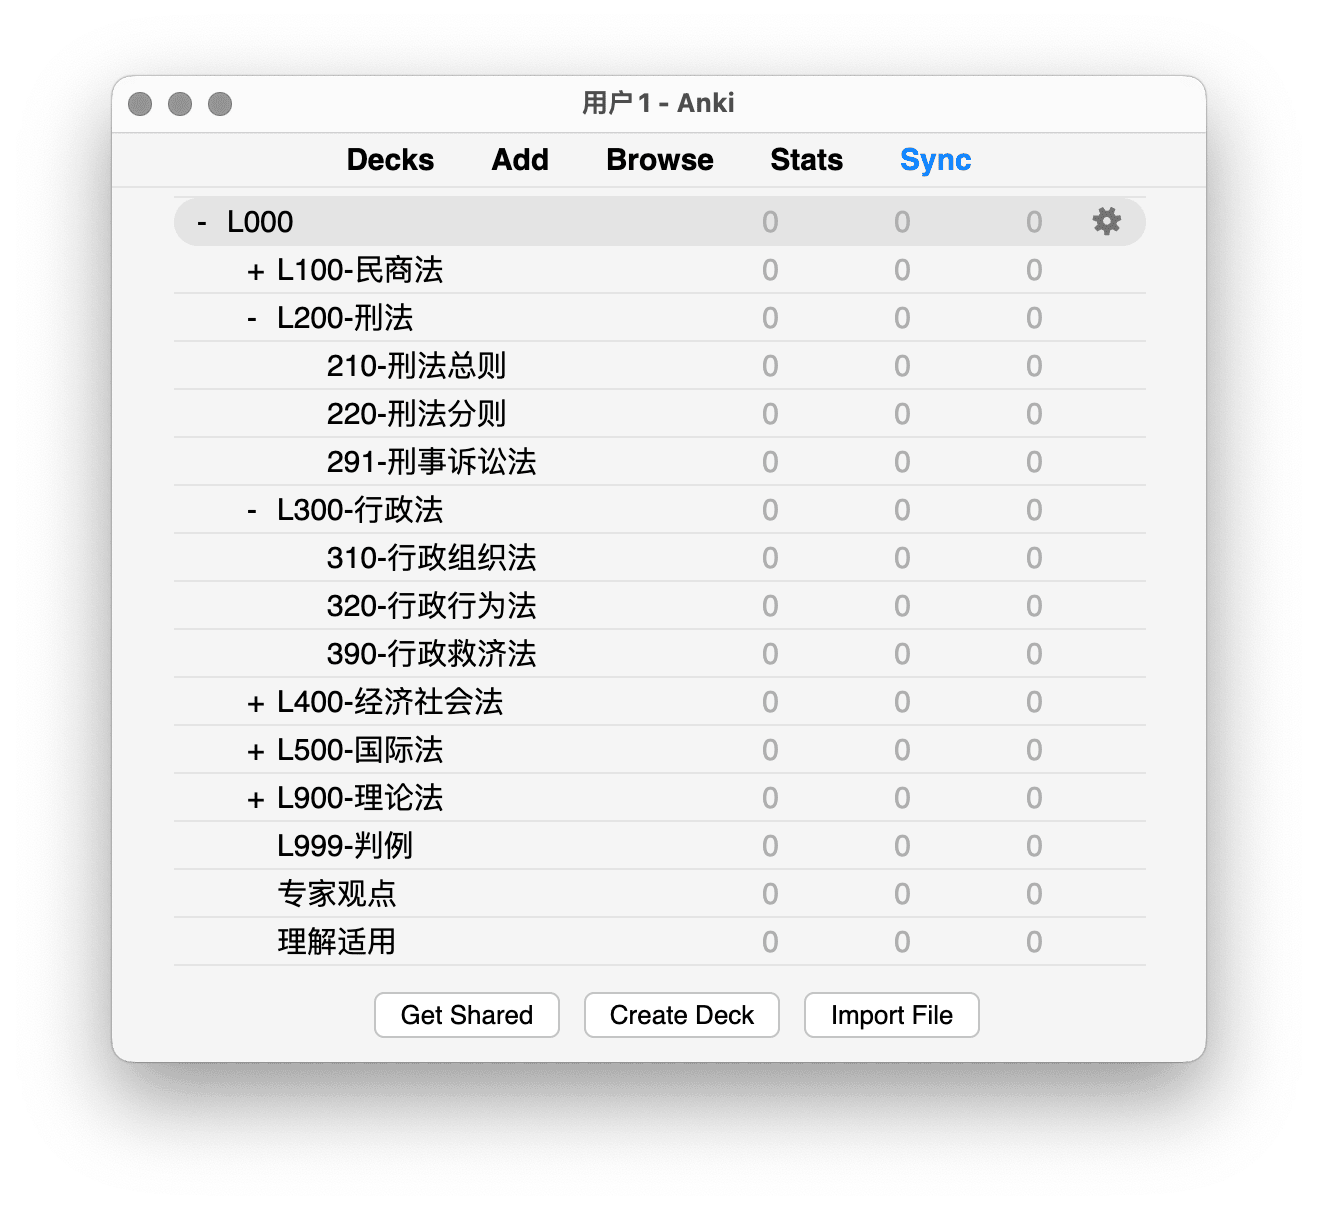 用户1 - Anki
Decks Add Browse Stats Sync
- L000 0 0 0
+ L100-民商法 0 0 0
- L200-刑法 0 0 0
210-刑法总则 0 0 0
220-刑法分则 0 0 0
291-刑事诉讼法 0 0 0
- L300-行政法 0 0 0
310-行政组织法 0 0 0
320-行政行为法 0 0 0
390-行政救济法 0 0 0
+ L400-经济社会法 0 0 0
+ L500-国际法 0 0 0
+ L900-理论法 0 0 0
L999-判例 0 0 0
专家观点 0 0 0
理解适用 0 0 0
Get Shared Create Deck Import File